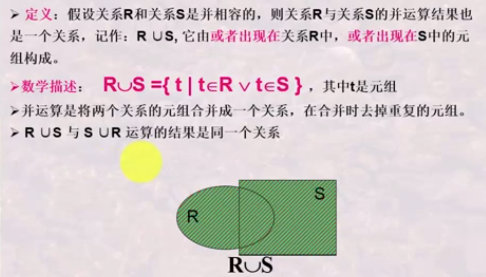 ➢ 定义：假设关系R和关系S是并相容的，则关系R与关系S的并运算结果也
是一个关系，记作：R ∪S, 它由或者出现在关系R中，或者出现在S中的元
组构成。
➢数学描述： R∪S ={ t | t∈R ∨ t∈S } ，其中t是元组
➢并运算是将两个关系的元组合并成一个关系，在合并时去掉重复的元组。
➢ R ∪S 与 S ∪R 运算的结果是同一个关系
S
R
R∪S